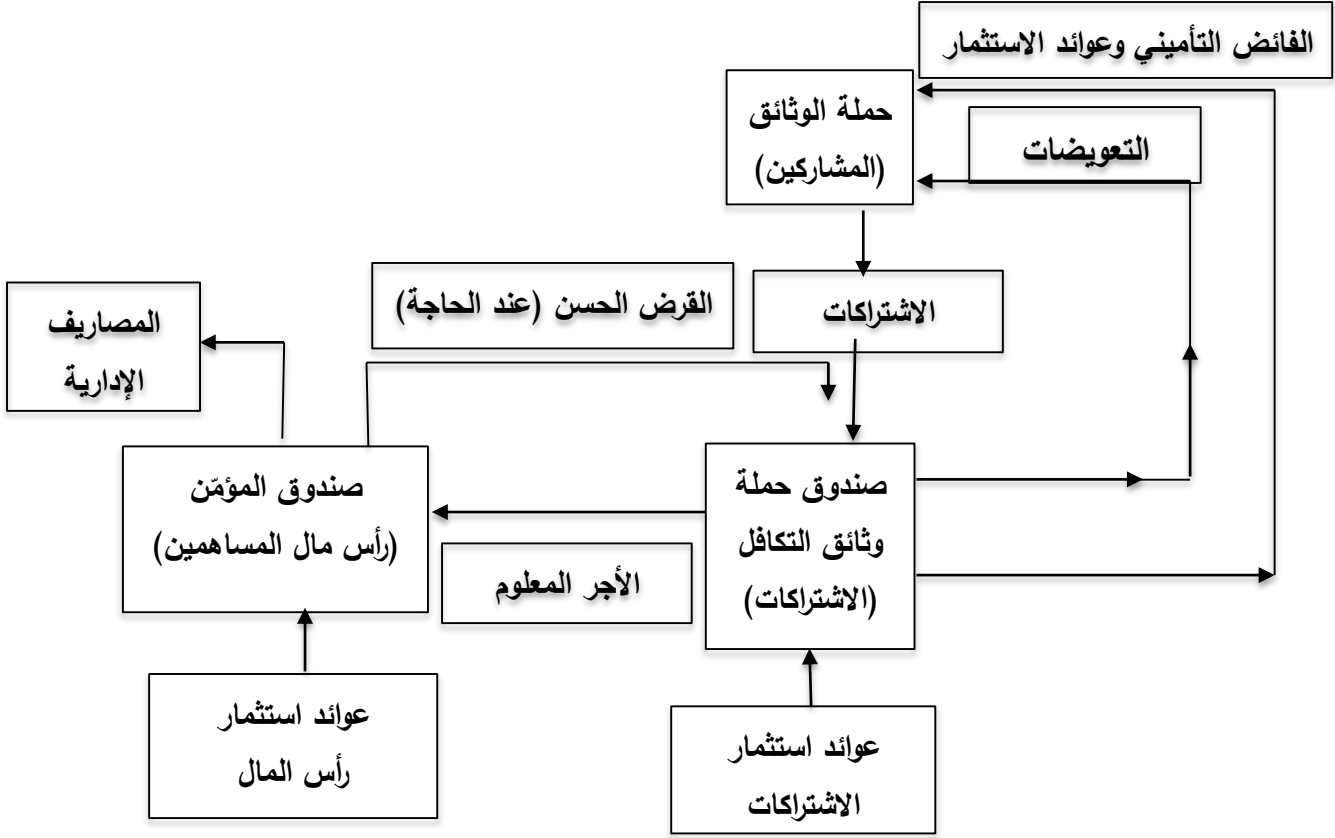 الفائض التأميني وعوائد الاستثمار
حملة الوثائق
(المشاركين)
التعويضات
القرض الحسن (عند الحاجة)
الاشتراكات
المصاريف
الإدارية
صندوق حملة
وثائق التكافل
(الاشتراكات)
صندوق المؤمّن
(رأس مال المساهمين)
الأجر المعلوم
عوائد استثمار
الاشتراكات
عوائد استثمار
رأس المال